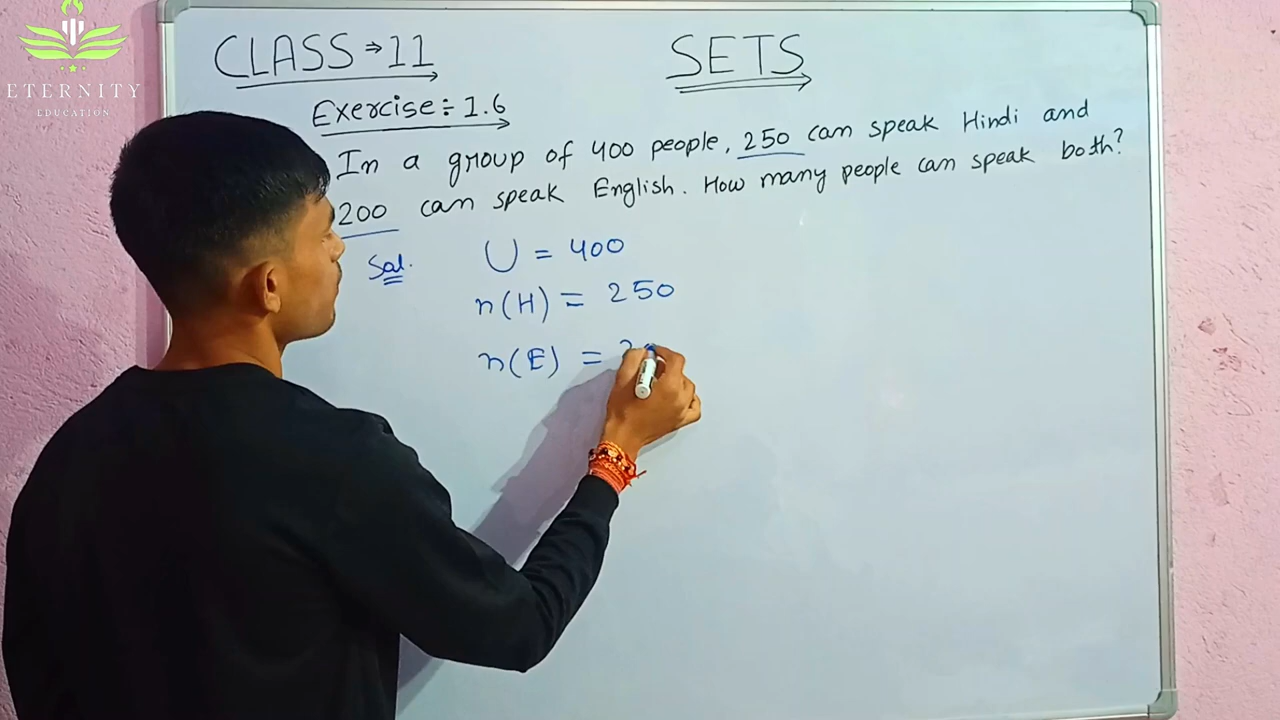 ETERNITY
EDUCATION
CLASS ⇒ 11
SETS
Exercise ÷ 1.6
In a group of 400 people, 250 can speak Hindi and
200 can speak English. How many people can speak both?
Sol.
U = 400
n(H) = 250
n(E) =